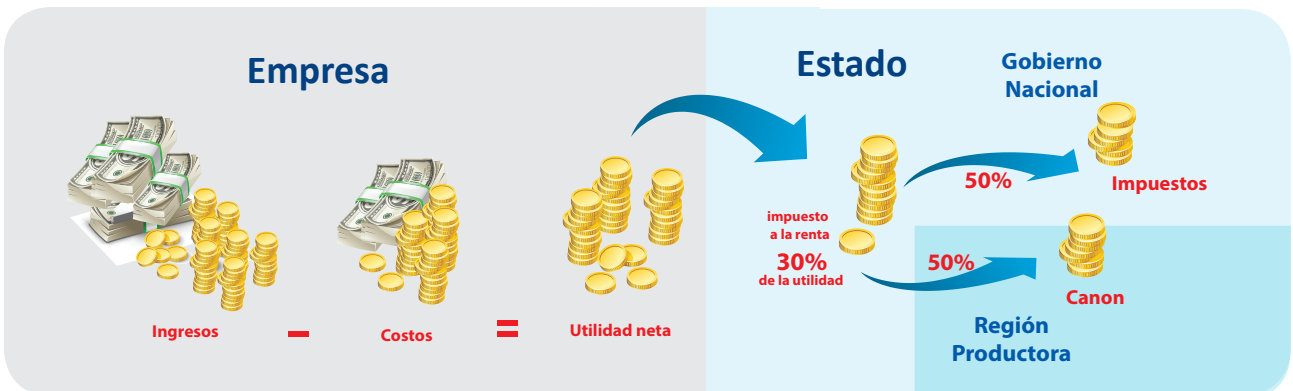 Empresa
Ingresos
–
Costos
=
Utilidad neta
Estado
impuesto
a la renta
30%
de la utilidad
50%
Gobierno
Nacional
Impuestos
50%
Canon
Región
Productora